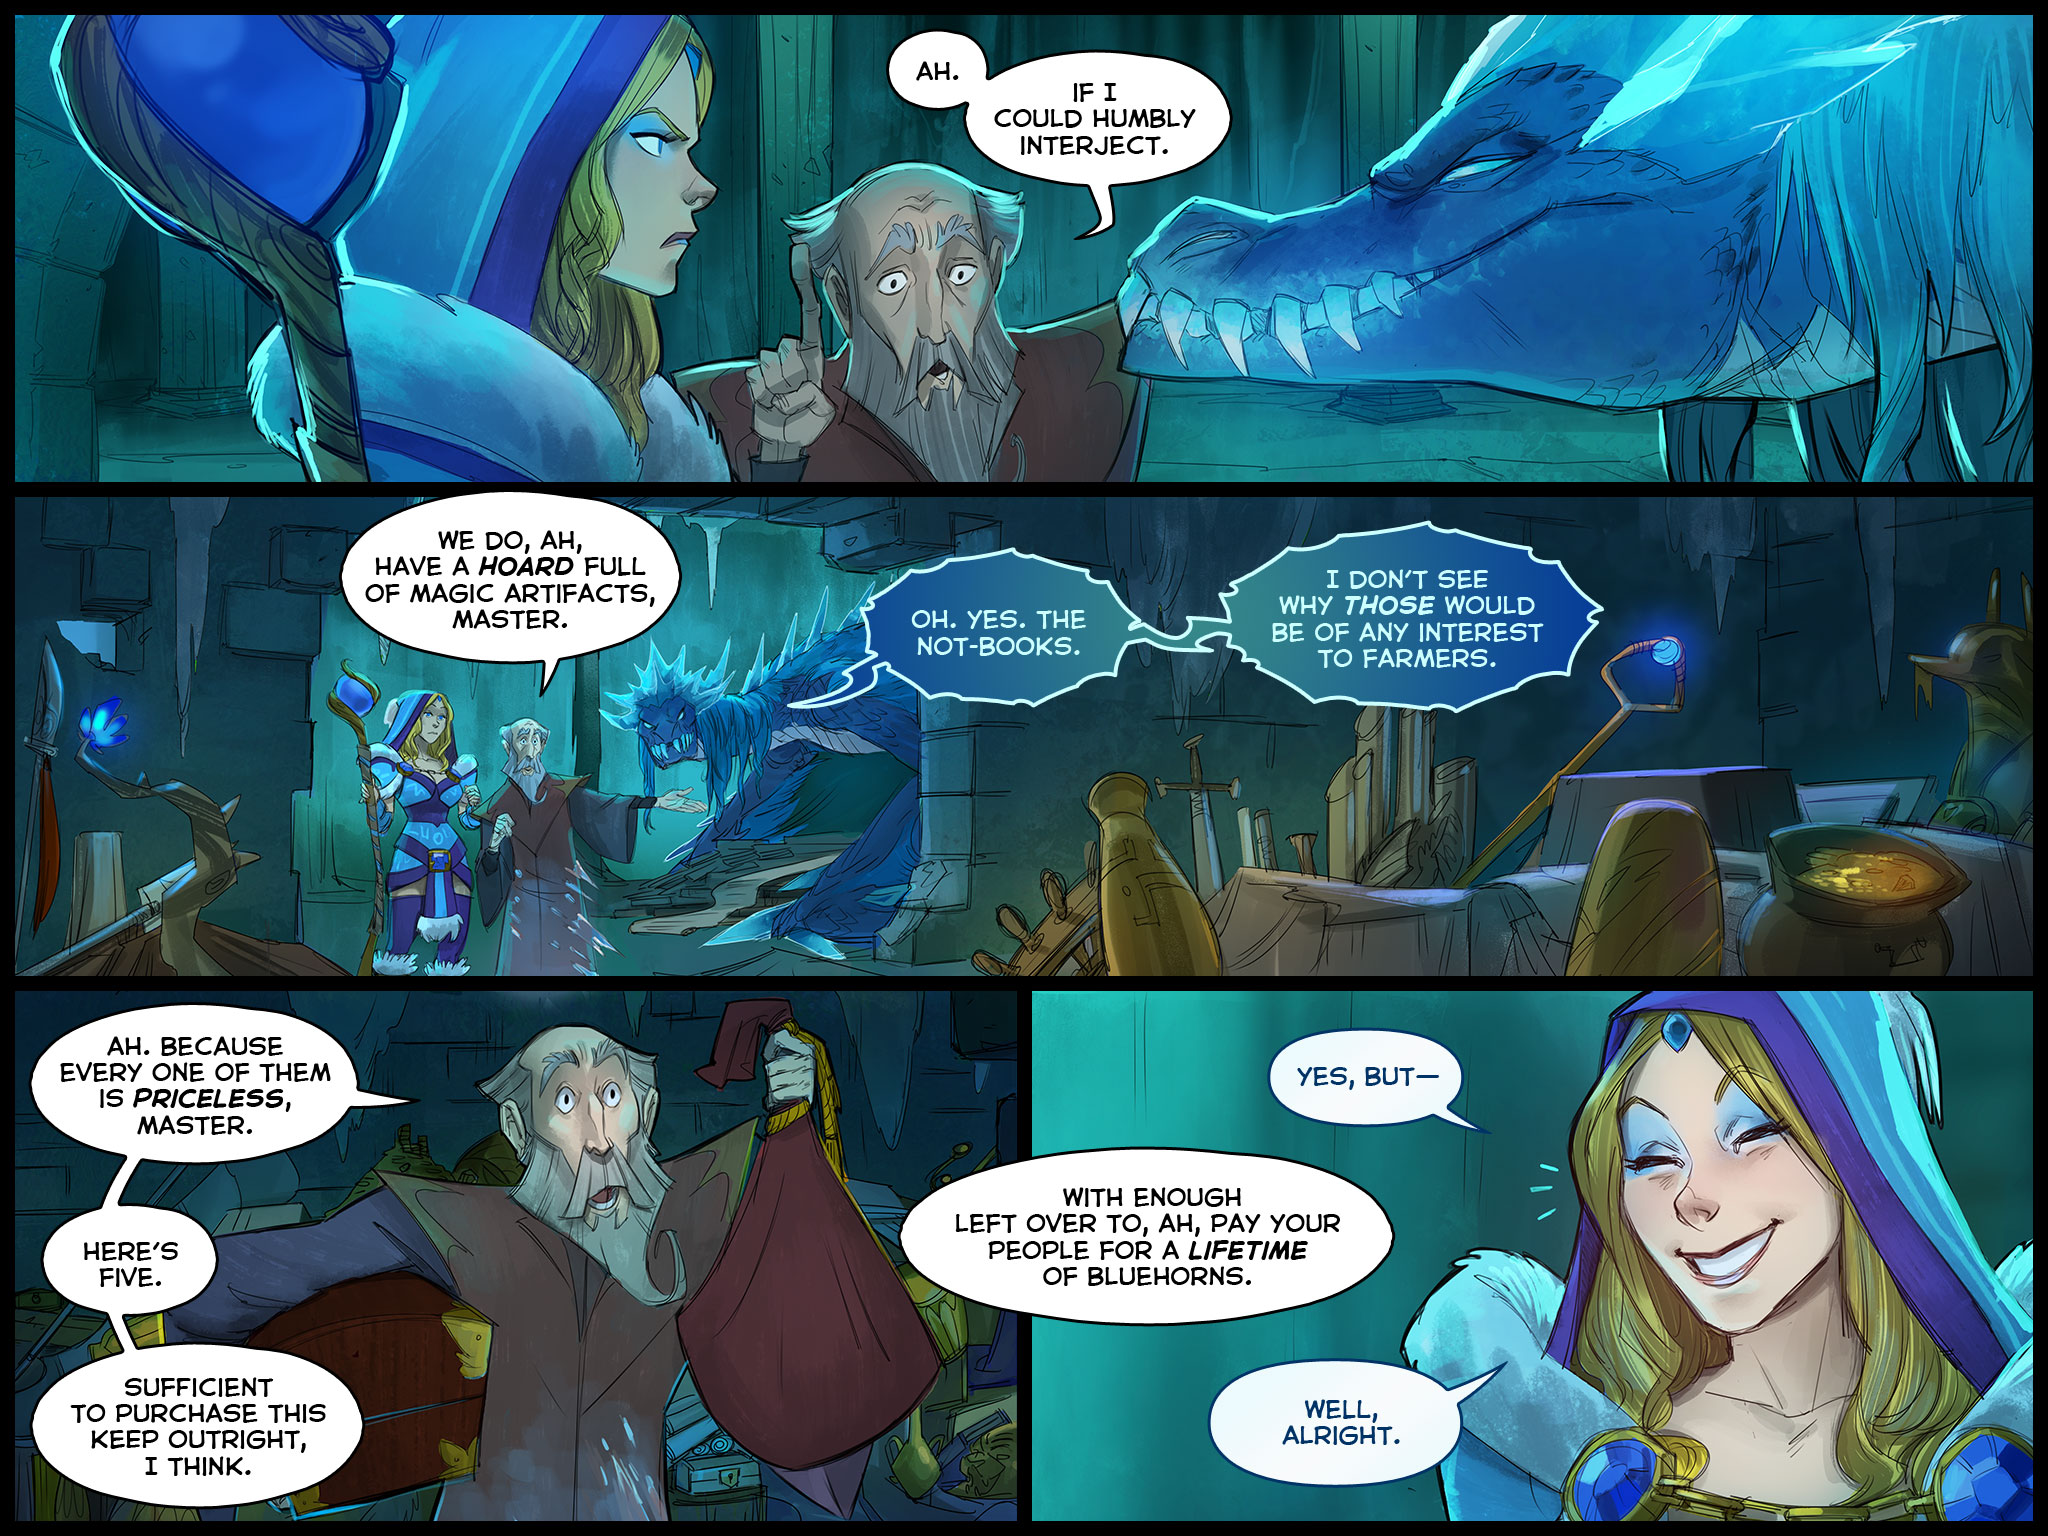 AH.
IF I
COULD HUMBLY
INTERJECT.
WE DO, AH,
HAVE A HOARD FULL
OF MAGIC ARTIFACTS,
MASTER.
OH. YES. THE
NOT-BOOKS.
I DON'T SEE
WHY THOSE WOULD
BE OF ANY INTEREST
TO FARMERS.
AH. BECAUSE
EVERY ONE OF THEM
IS PRICELESS,
MASTER.
HERE'S
FIVE.
SUFFICIENT
TO PURCHASE THIS
KEEP OUTRIGHT,
I THINK.
YES, BUT—
WITH ENOUGH
LEFT OVER TO, AH, PAY YOUR
PEOPLE FOR A LIFETIME
OF BLUEHORNS.
WELL,
ALRIGHT.